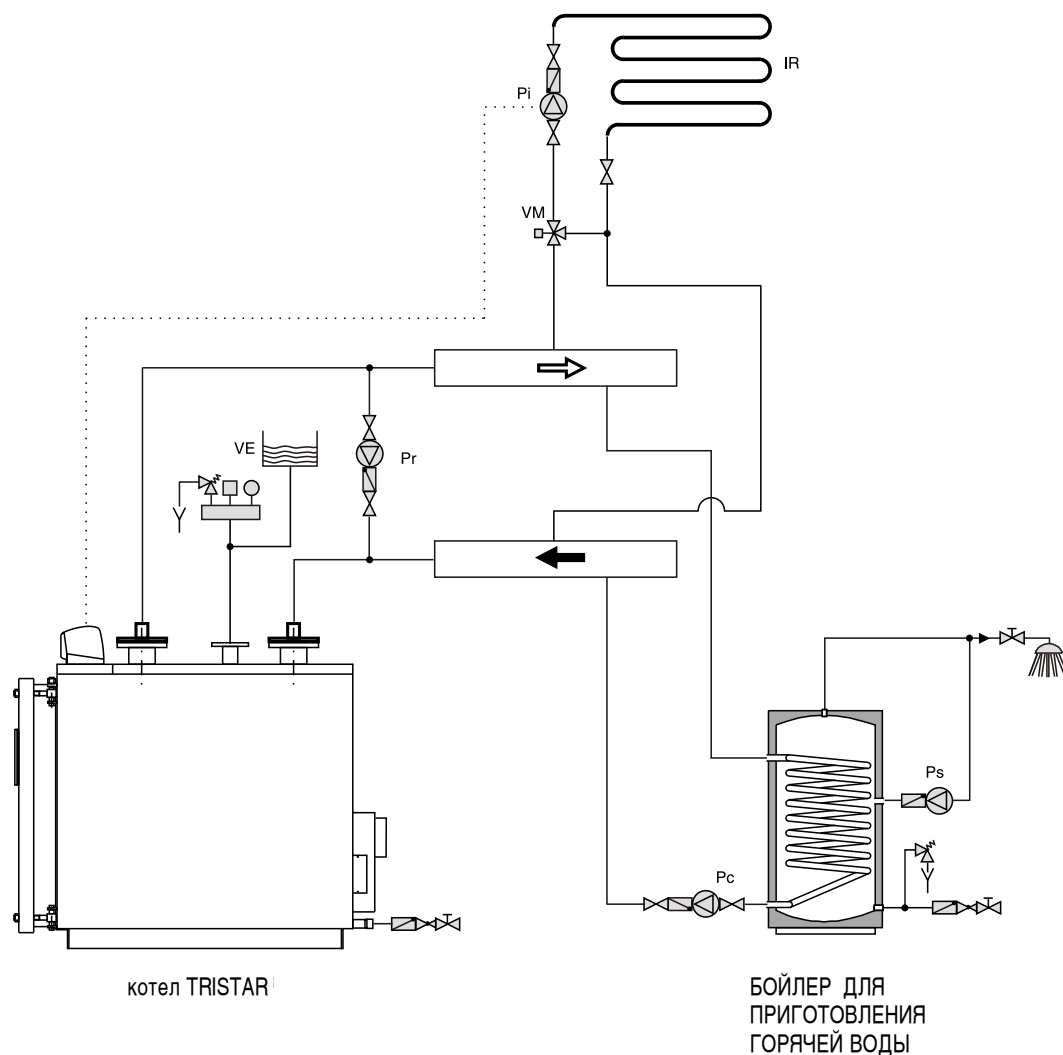 IR
Pi
VM
VE
Pr
Ps
Pc
котел TRISTAR
БОЙЛЕР ДЛЯ
ПРИГОТОВЛЕНИЯ
ГОРЯЧЕЙ ВОДЫ